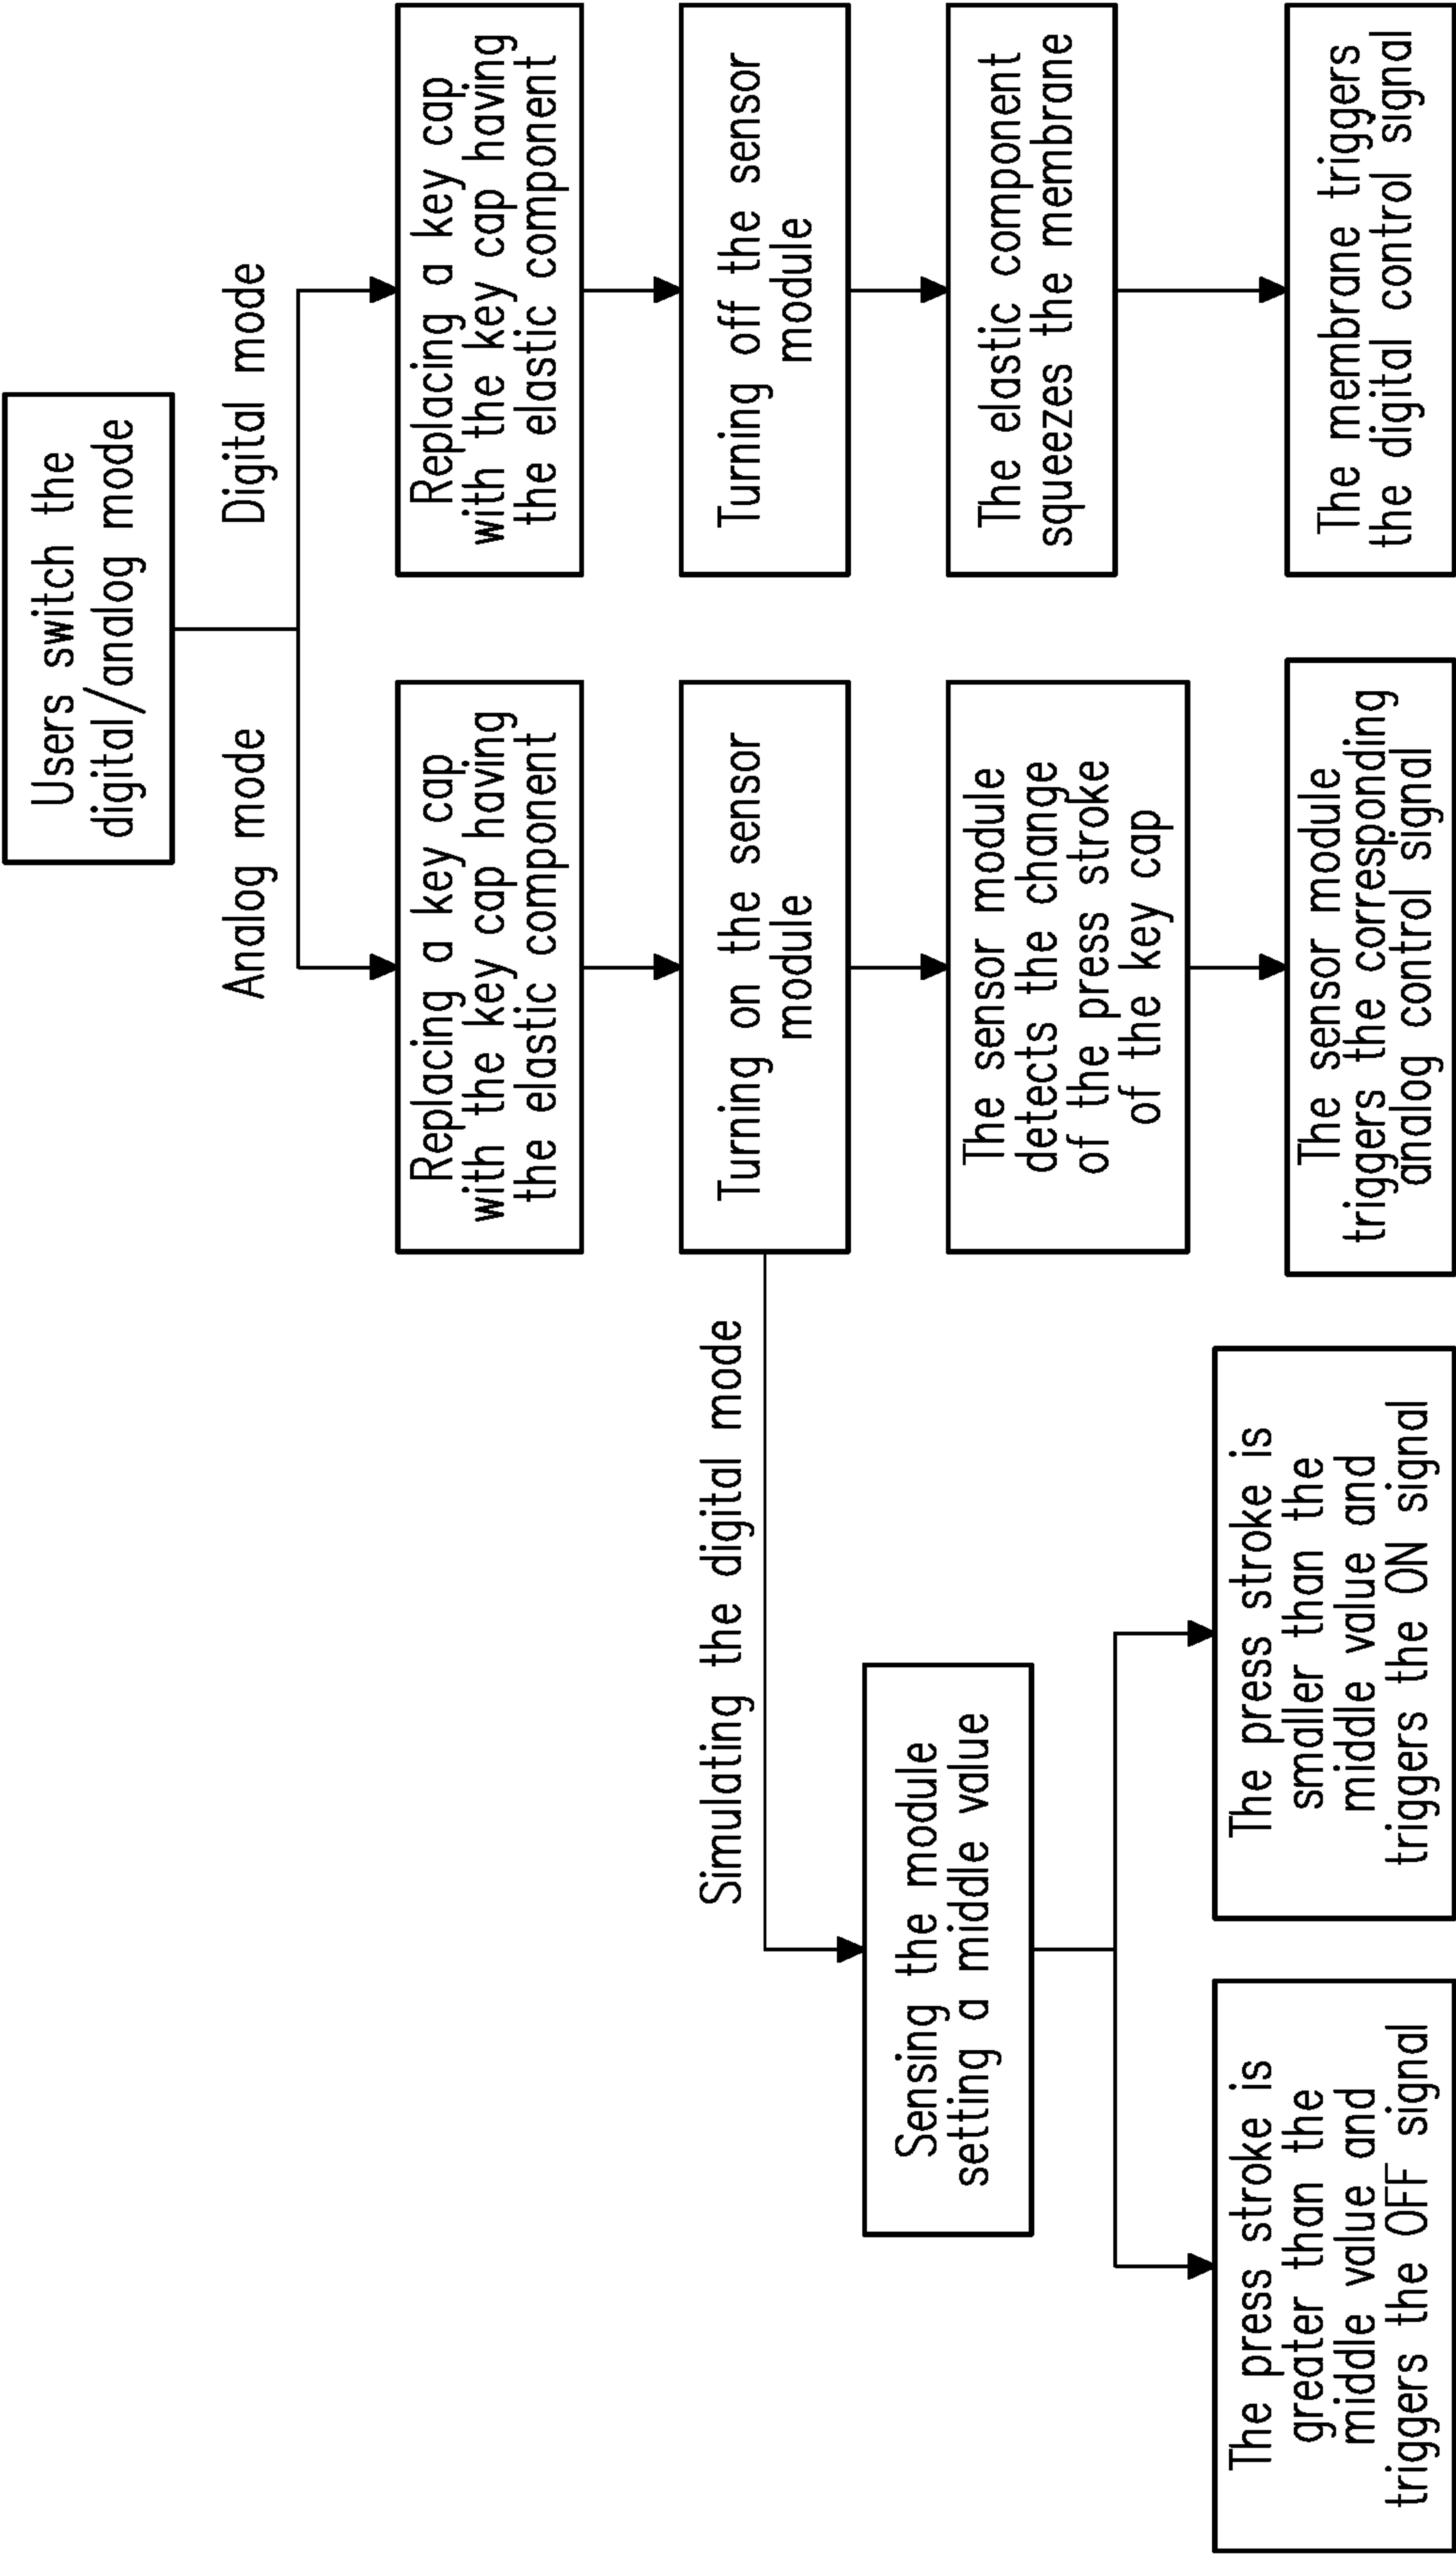 Users switch the
digital/analog mode
Analog mode
Digital mode
Replacing a key cap
with the key cap having
the elastic component
Replacing a key cap
with the key cap having
the elastic component
Simulating the digital mode
Turning on the sensor
module
Turning off the sensor
module
Sensing the module
setting a middle value
The sensor module
detects the change
of the press stroke
of the key cap
The elastic component
squeezes the membrane
The press stroke is
greater than the
middle value and
triggers the OFF signal
The press stroke is
smaller than the
middle value and
triggers the ON signal
The sensor module
triggers the corresponding
analog control signal
The membrane triggers
the digital control signal